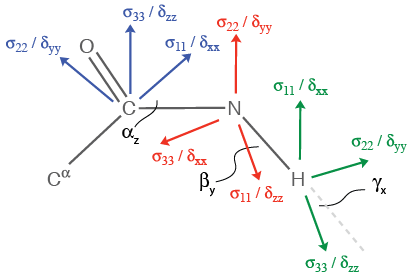 σ22 / δyy
σ33 / δzz
σ11 / δxx
σ22 / δyy
O
C
N
αz
σ11 / δxx
σ33 / δxx
σ22 / δyy
Cα
βy
σ11 / δzz
H
γx
σ33 / δzz